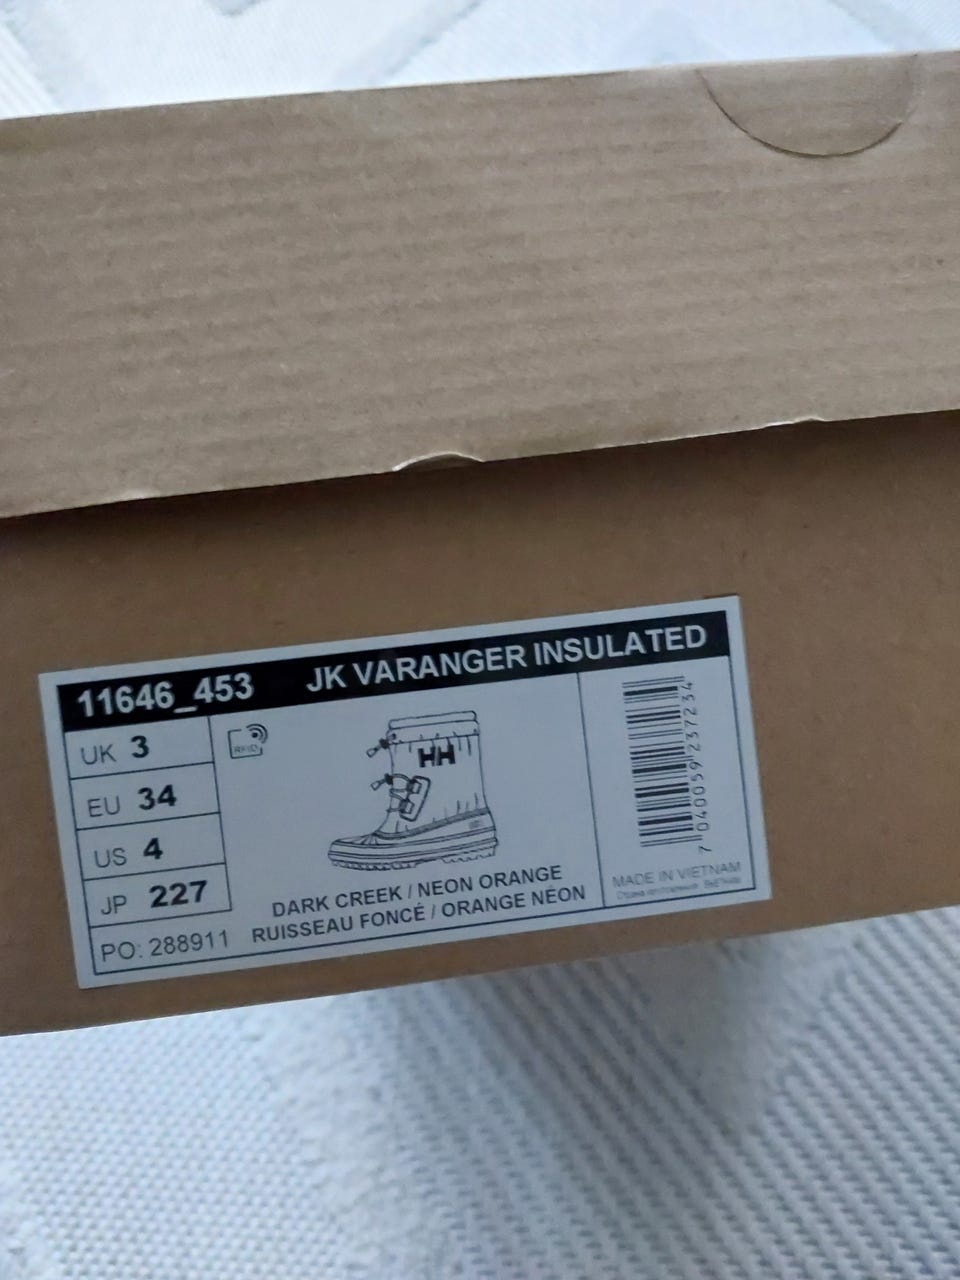 11646_453 JK VARANGER INSULATED
UK 3
EU 34
US 4
JP 227
PO: 288911
RFID
HH
DARK CREEK / NEON ORANGE
RUISSEAU FONCÉ / ORANGE NÉON
7 040059 237234
MADE IN VIETNAM